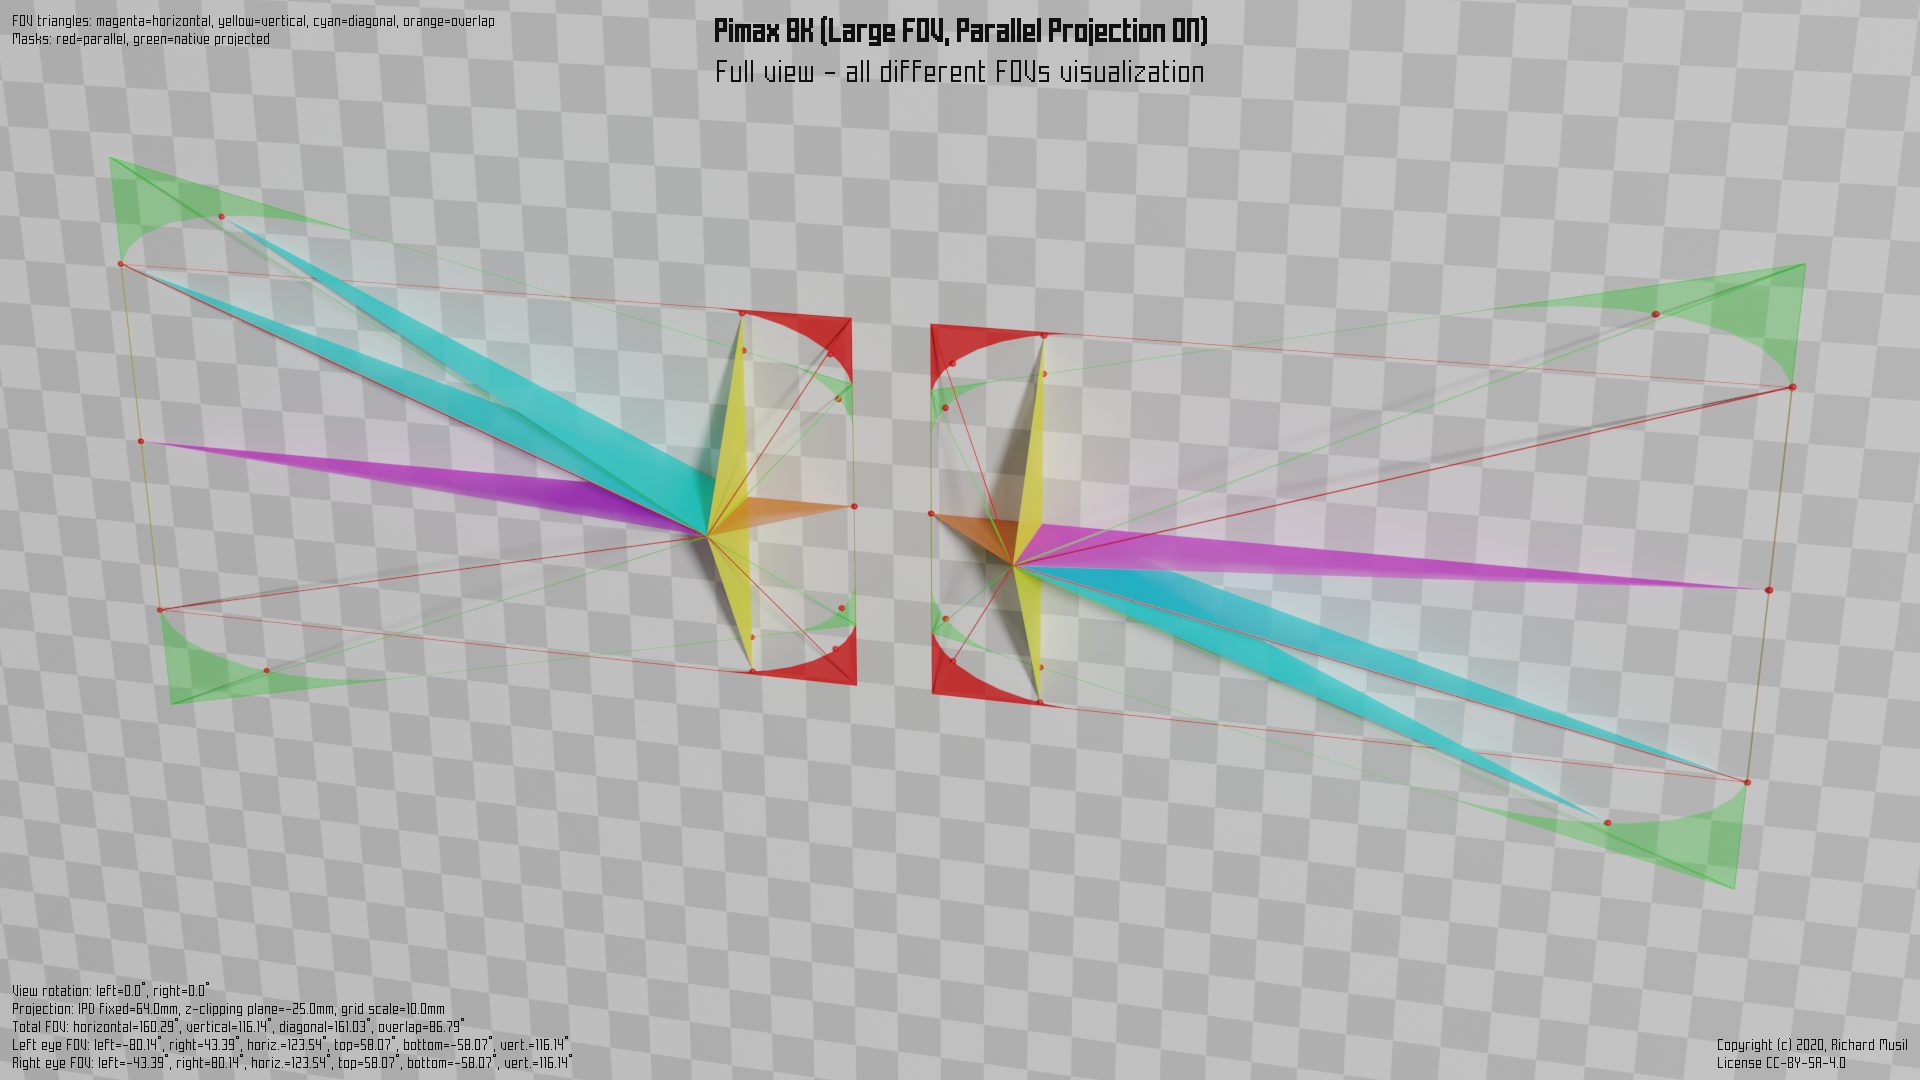 FOV triangles: magenta=horizontal, yellow=vertical, cyan=diagonal, orange=overlap
Masks: red=parallel, green=native projected
Pimax 8K (Large FOV, Parallel Projection ON)
Full view - all different FOVs visualization
View rotation: left=0.0°, right=0.0°
Projection: IPD fixed=64.0mm, z-clipping plane=-25.0mm, grid scale=10.0mm
Total FOV: horizontal=160.29°, vertical=116.14°, diagonal=161.03°, overlap=86.79°
Left eye FOV: left=-80.14°, right=43.39°, horiz.=123.54°, top=58.07°, bottom=-58.07°, vert.=116.14°
Right eye FOV: left=-43.39°, right=80.14°, horiz.=123.54°, top=58.07°, bottom=-58.07°, vert.=116.14°
Copyright (c) 2020, Richard Musil
License CC-BY-SA-4.0